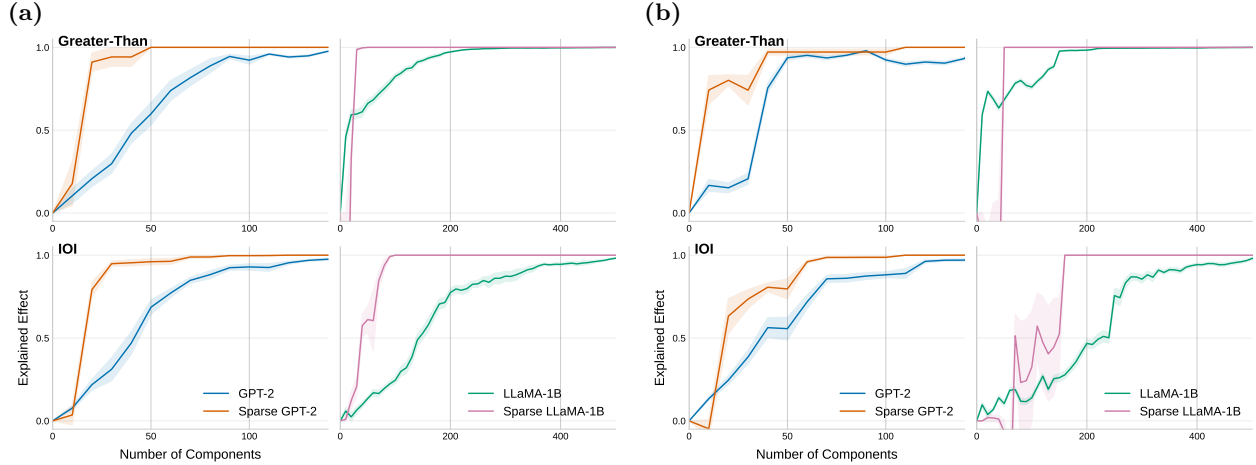 (a)
Greater-Than
1.0
0.5
0.0
0
50
100
0
200
400
IOI
1.0
0.5
0.0
Explained Effect
GPT-2
Sparse GPT-2
LLaMA-1B
Sparse LLaMA-1B
0
50
100
0
200
400
Number of Components
(b)
Greater-Than
1.0
0.5
0.0
0
50
100
0
200
400
IOI
1.0
0.5
0.0
Explained Effect
GPT-2
Sparse GPT-2
LLaMA-1B
Sparse LLaMA-1B
0
50
100
0
200
400
Number of Components